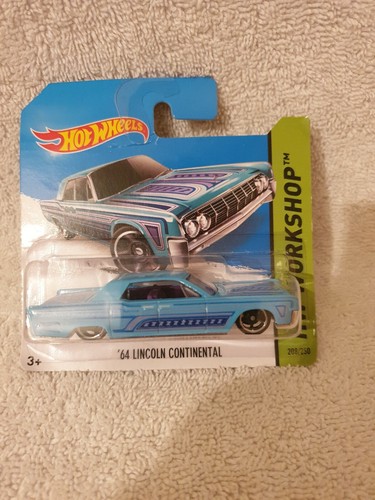 HOT WHEELS
WORKSHOP™
'64 LINCOLN CONTINENTAL
3+